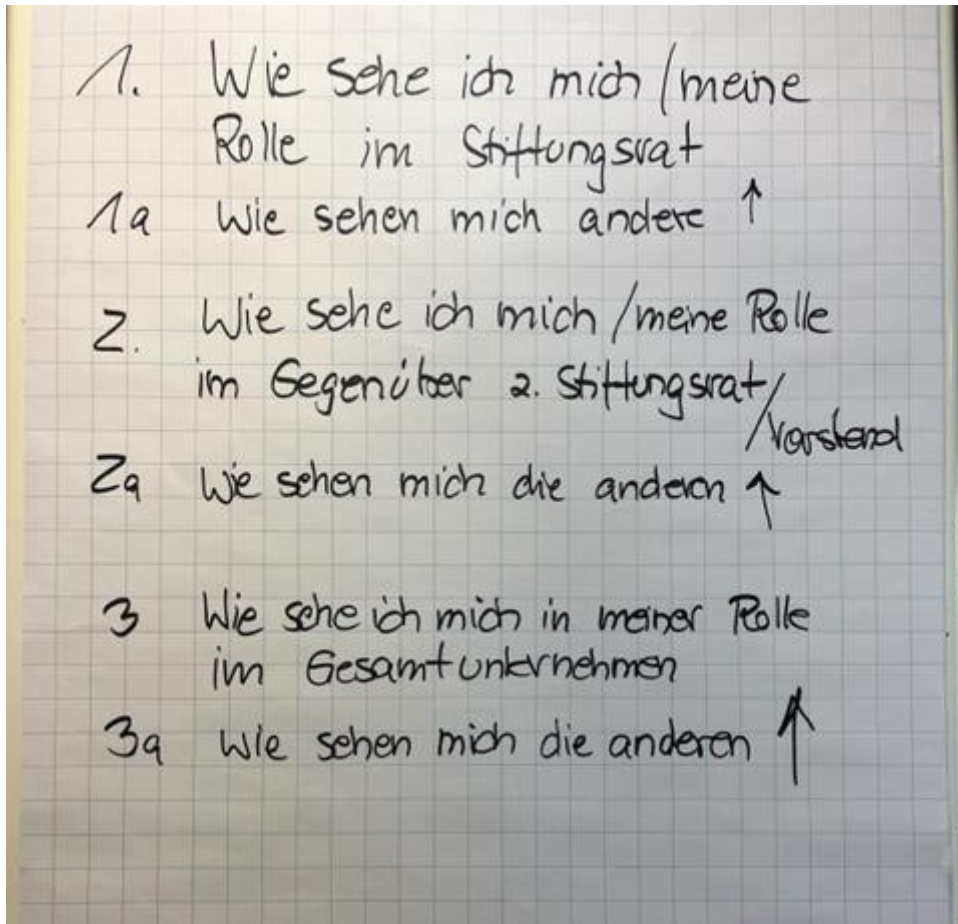 1. Wie sehe ich mich / meine
Rolle im Stiftungsrat
1a Wie sehen mich andere ↑
2. Wie sehe ich mich / meine Rolle
im Gegenüber 2. Stiftungsrat /
/ Vorstand
2a Wie sehen mich die anderen ↑
3 Wie sehe ich mich in meiner Rolle
im Gesamtunternehmen
3a Wie sehen mich die anderen ↑